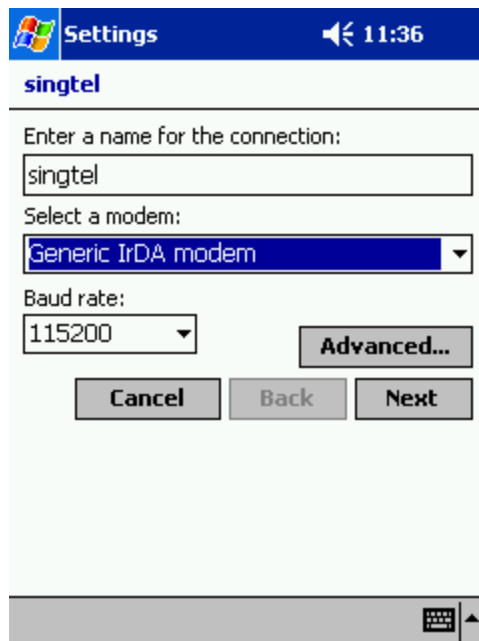 Settings 11:36
singtel
Enter a name for the connection:
singtel
Select a modem:
Generic IrDA modem
Baud rate:
115200
Advanced...
Cancel Back Next